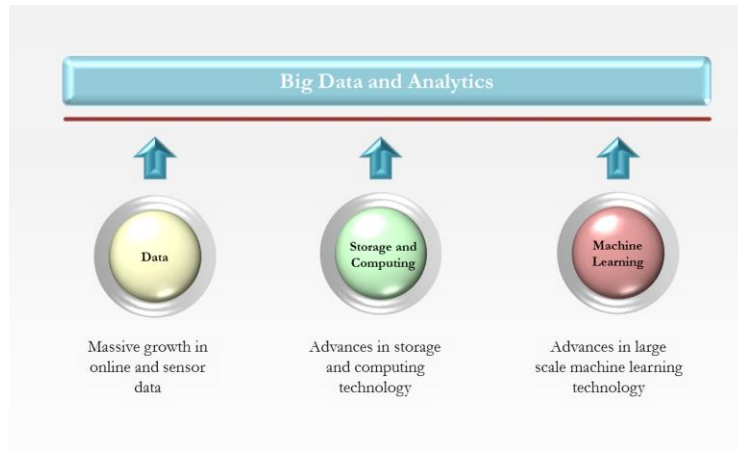 Big Data and Analytics
Data
Storage and
Computing
Machine
Learning
Massive growth in
online and sensor
data
Advances in storage
and computing
technology
Advances in large
scale machine learning
technology